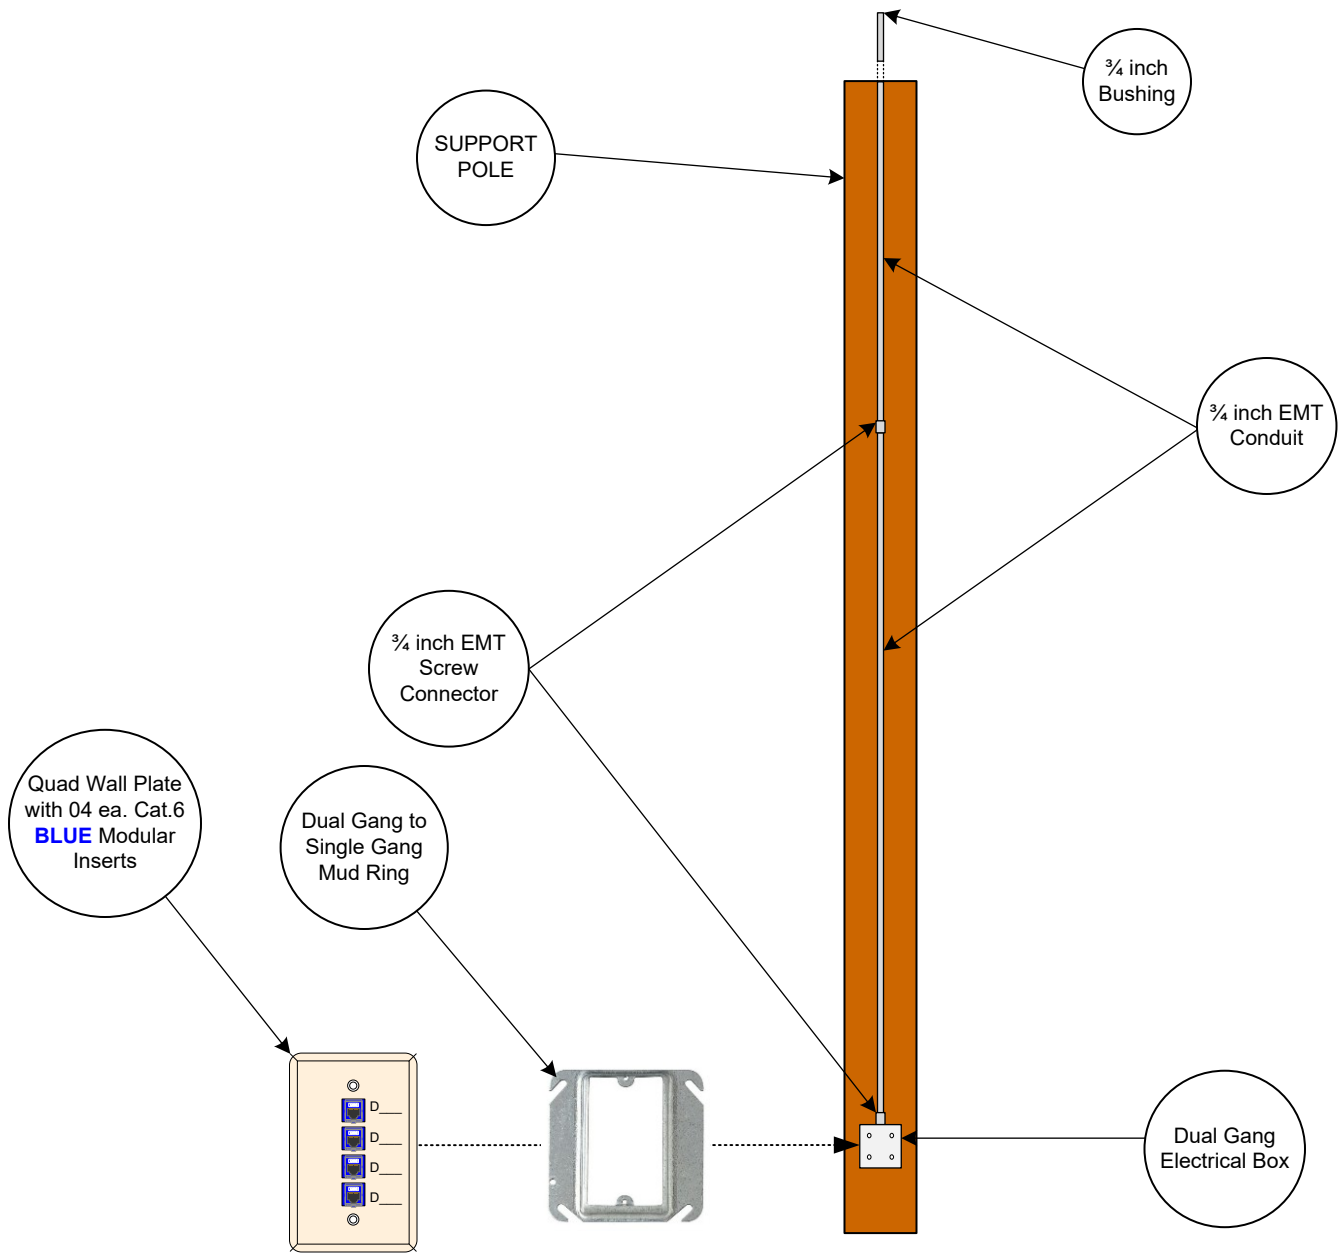 ¾ inch
Bushing
SUPPORT
POLE
¾ inch EMT
Conduit
¾ inch EMT
Screw
Connector
Quad Wall Plate
with 04 ea. Cat.6
BLUE Modular
Inserts
Dual Gang to
Single Gang
Mud Ring
D___
D___
D___
D___
Dual Gang
Electrical Box